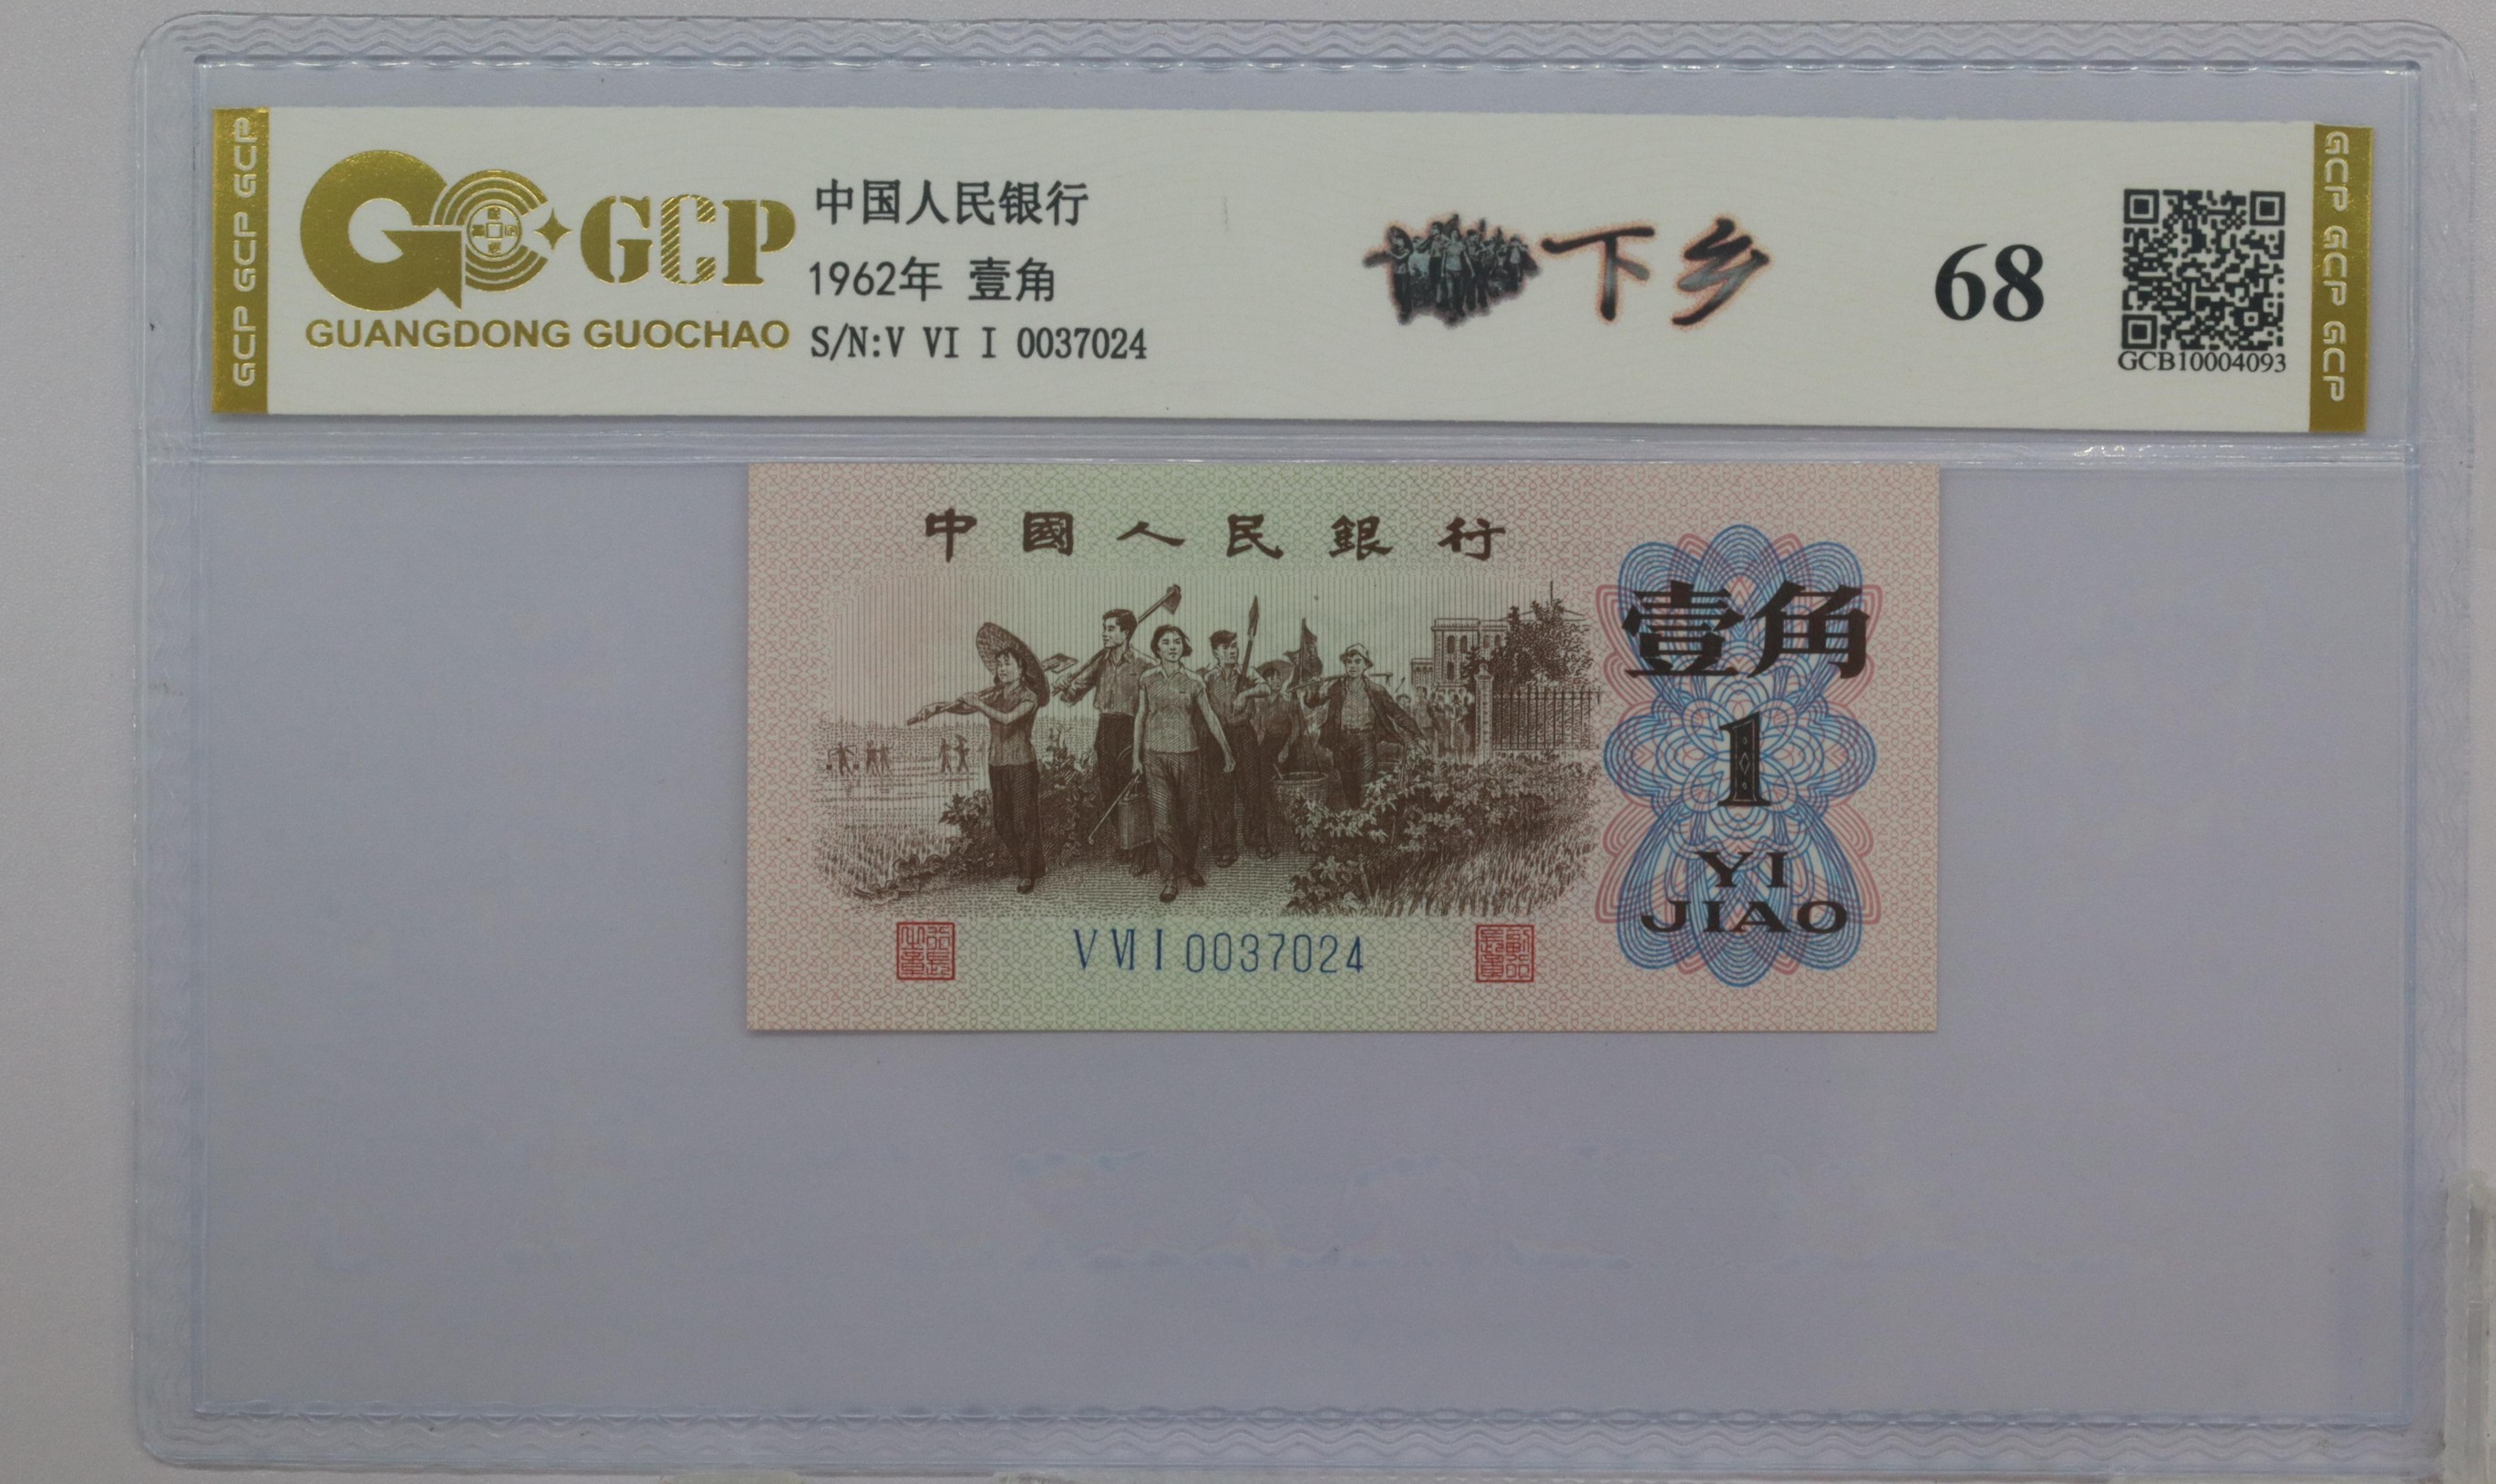 GCP GCP GCP
GCP
GUANGDONG GUOCHAO
中国人民银行
1962年 壹角
S/N:V VI I 0037024
下乡
68
GCB10004093
GCP GCP GCP
中國人民銀行
壹角
1
YI
JIAO
V VI I 0037024